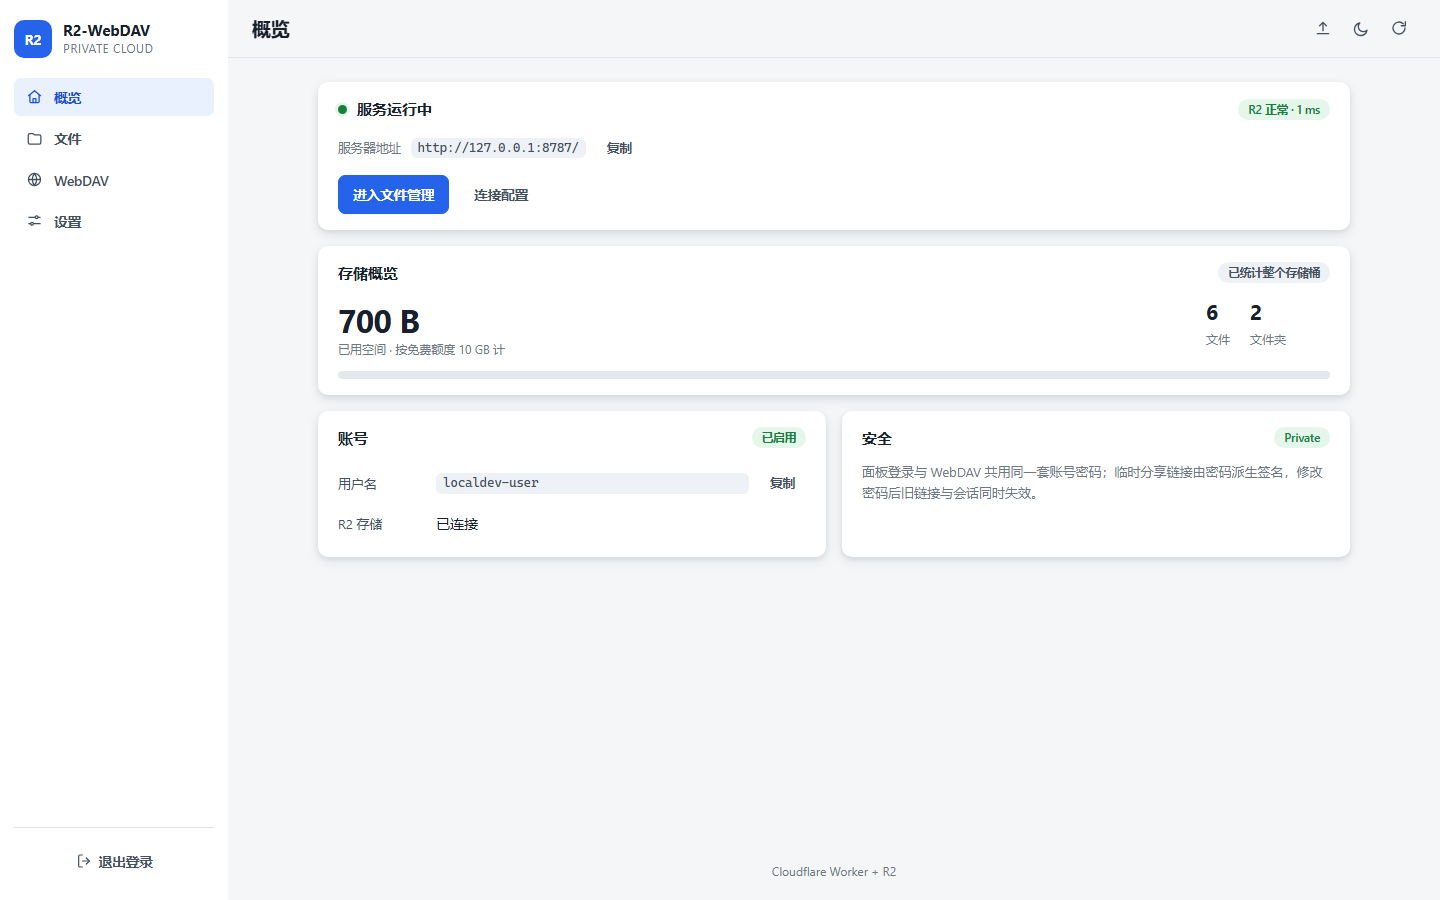 R2
R2-WebDAV
PRIVATE CLOUD
概览
文件
WebDAV
设置
退出登录
概览
服务运行中
R2 正常 · 1 ms
服务器地址 http://127.0.0.1:8787/ 复制
进入文件管理 连接配置
存储概览
已统计整个存储桶
700 B
已用空间 · 按免费额度 10 GB 计
6
文件
2
文件夹
账号
已启用
用户名 localdev-user 复制
R2 存储 已连接
安全
Private
面板登录与 WebDAV 共用同一套账号密码；临时分享链接由密码派生签名，修改
密码后旧链接与会话同时失效。
Cloudflare Worker + R2